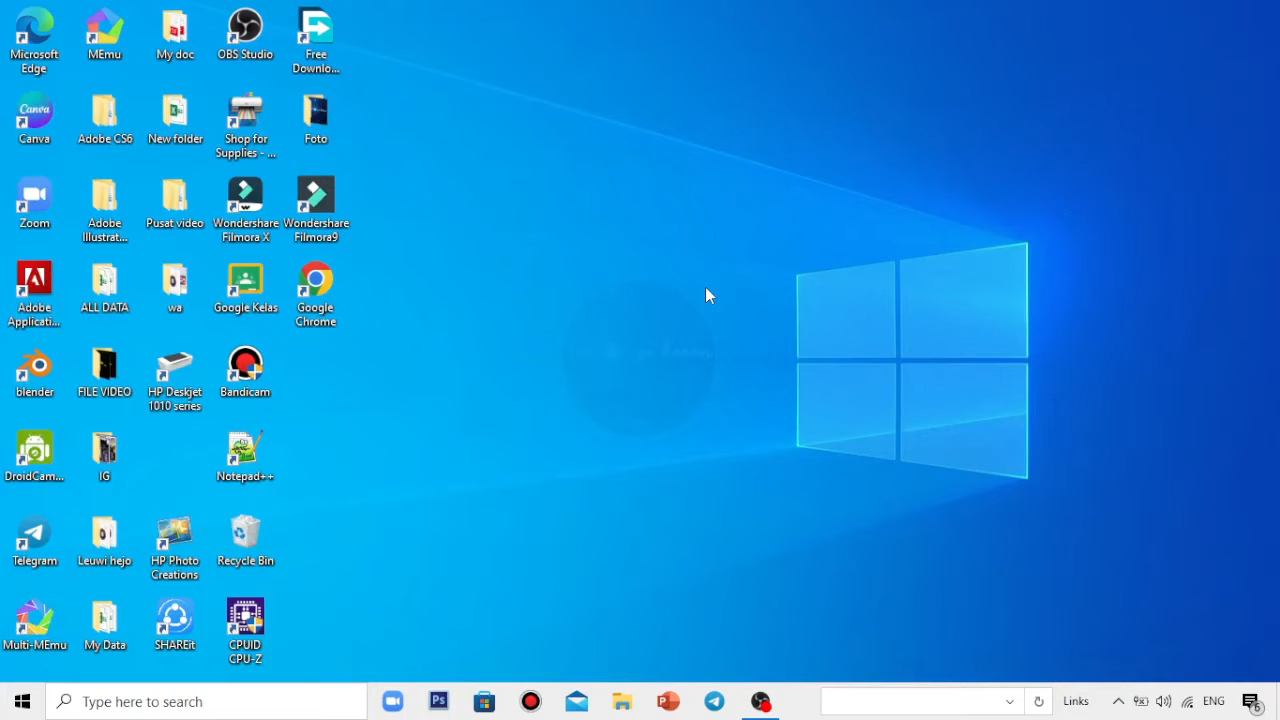 Microsoft
Edge
MEmu
My doc
OBS Studio
Free
Downlo...
Canva
Canva
Adobe CS6
New folder
Shop for
Supplies - ...
Foto
Zoom
Adobe
Illustrat...
Pusat video
Wondershare
Filmora X
Wondershare
Filmora9
Adobe
Applicati...
ALL DATA
wa
Google Kelas
Google
Chrome
blender
FILE VIDEO
HP Deskjet
1010 series
Bandicam
DroidCam...
IG
Notepad++
Telegram
Leuwi hejo
HP Photo
Creations
Recycle Bin
Multi-MEmu
My Data
SHAREit
CPUID
CPU-Z
Type here to search
Ps
Links
ENG
6